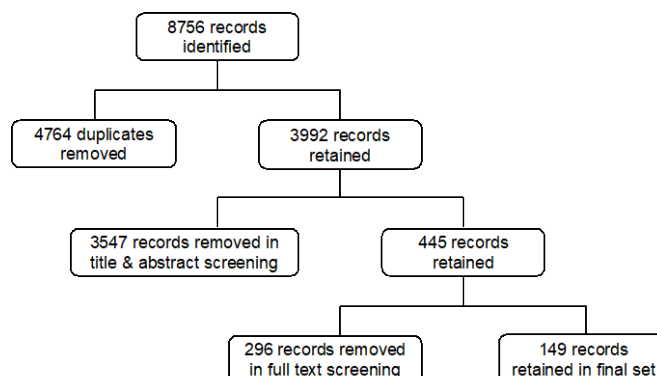 8756 records
identified
4764 duplicates
removed
3992 records
retained
3547 records removed in
title & abstract screening
445 records
retained
296 records removed
in full text screening
149 records
retained in final set